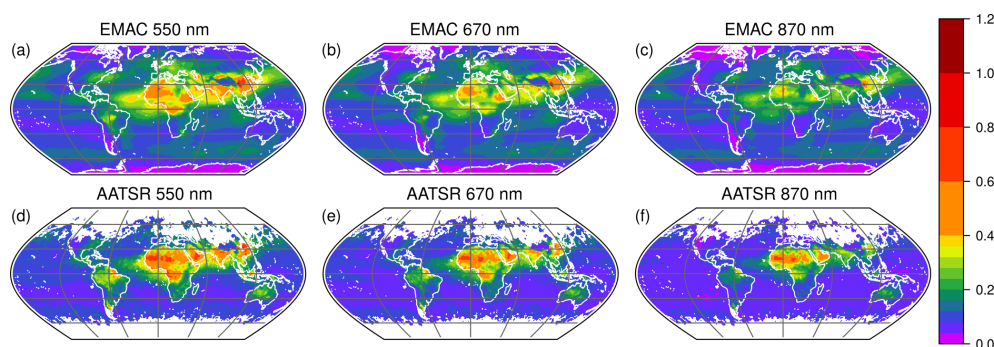 EMAC 550 nm
EMAC 670 nm
EMAC 870 nm
(a)
(b)
(c)
AATSR 550 nm
AATSR 670 nm
AATSR 870 nm
(d)
(e)
(f)
1.2
1.0
0.8
0.6
0.4
0.2
0.0